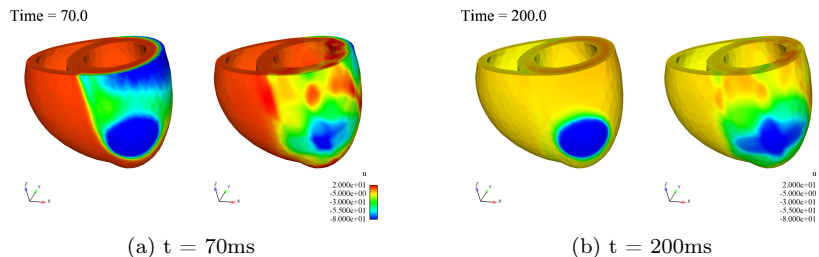 Time = 70.0
Time = 200.0
z
y
x
z
y
x
u
2.000e+01
-5.000e+00
-3.000e+01
-5.500e+01
-8.000e+01
z
y
x
z
y
x
u
2.000e+01
-5.000e+00
-3.000e+01
-5.500e+01
-8.000e+01
(a) t = 70ms
(b) t = 200ms